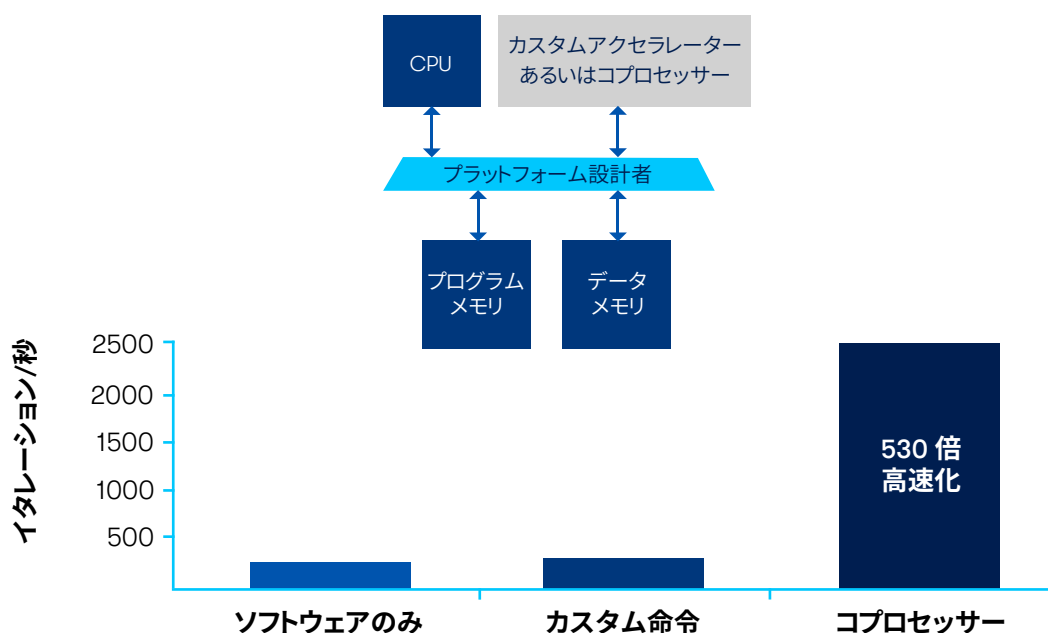 CPU
カスタムアクセラレーター
あるいはコプロセッサー
プラットフォーム設計者
プログラム
メモリ
データ
メモリ
イタレーション/秒
2500
2000
1500
1000
500
530 倍
高速化
ソフトウェアのみ
カスタム命令
コプロセッサー